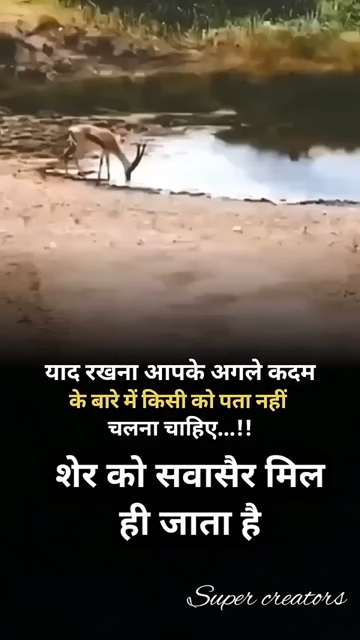 याद रखना आपके अगले कदम
के बारे में किसी को पता नहीं
चलना चाहिए...!!
शेर को सवासैर मिल
ही जाता है
Super creators